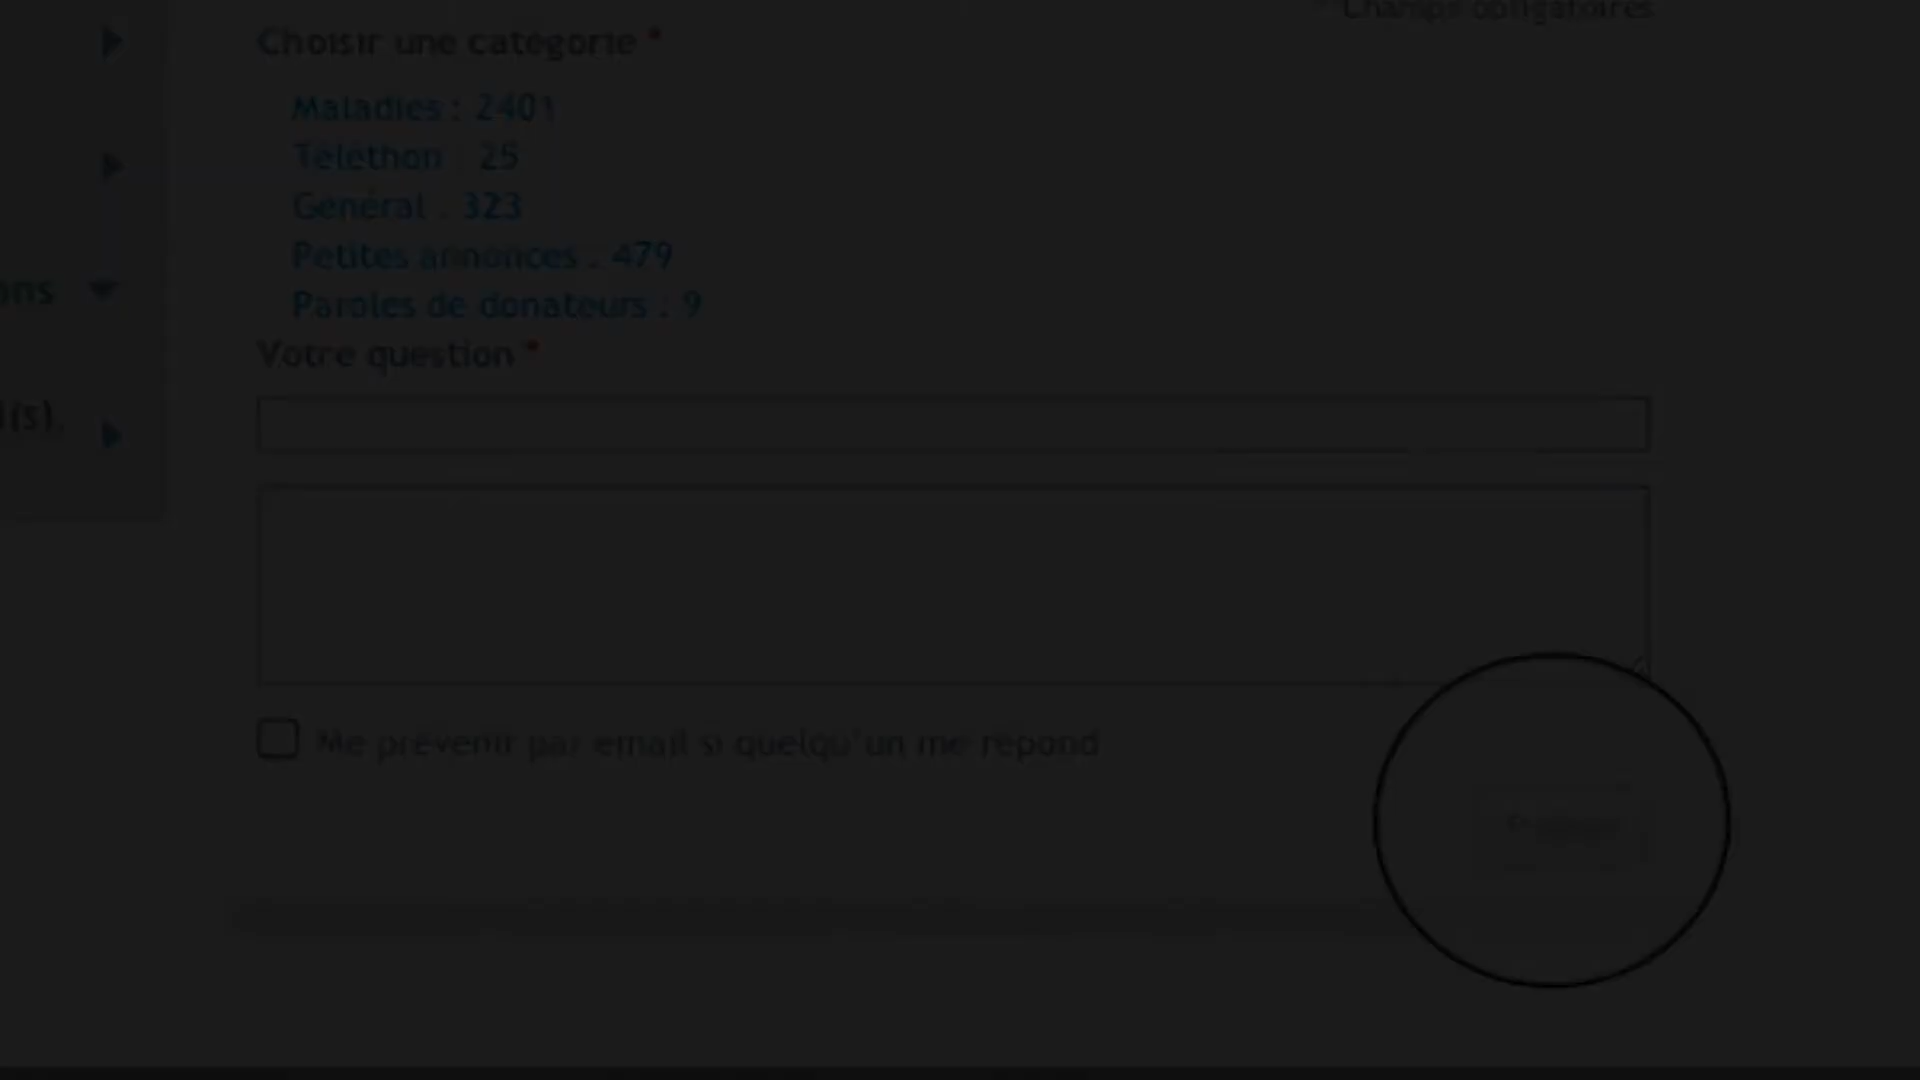 * Champs obligatoires
Choisir une catégorie *
Maladies : 2401
Téléthon : 25
Général : 323
Petites annonces : 479
Paroles de donateurs : 9
ans
Votre question *
l(s).
Me prévenir par email si quelqu'un me répond